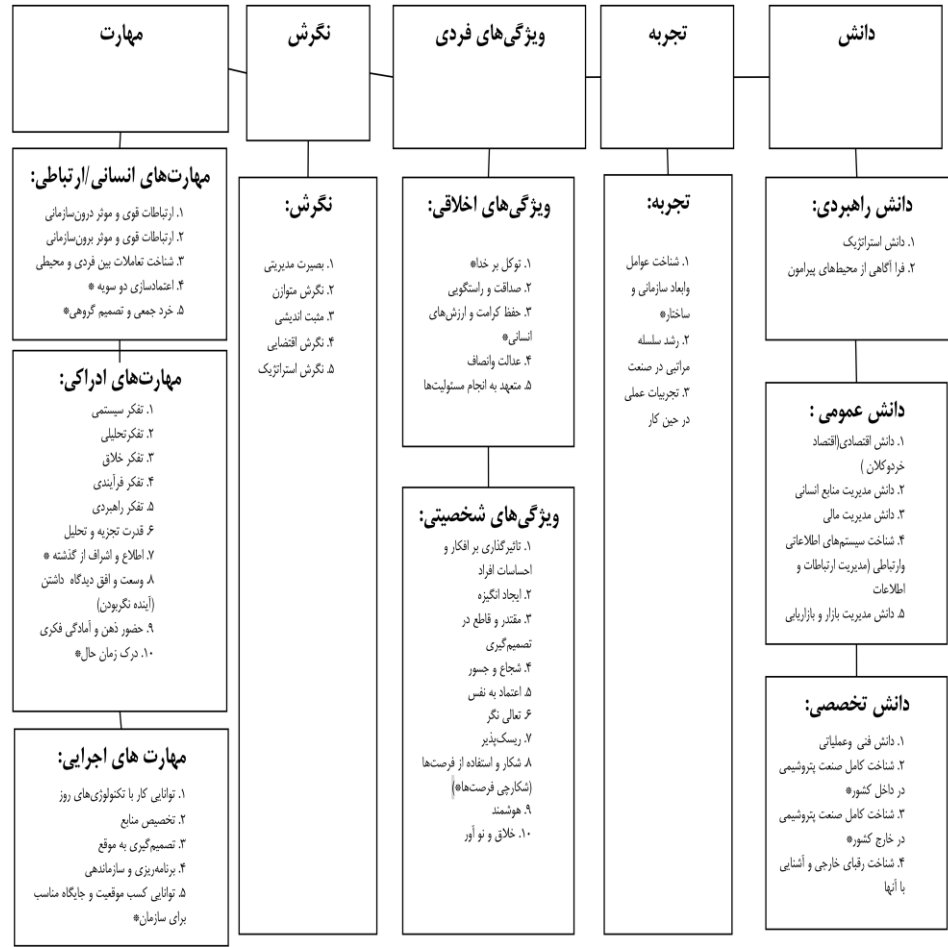 دانش
تجربه
ویژگی‌های فردی
نگرش
مهارت
دانش راهبردی:
۱. دانش استراتژیک
۲. فرا آگاهی از محیط‌های پیرامون
دانش عمومی :
۱. دانش اقتصادی(اقتصاد
خردوکلان )
۲. دانش مدیریت منابع انسانی
۳. دانش مدیریت مالی
۴. شناخت سیستم‌های اطلاعاتی
وارتباطی (مدیریت ارتباطات و
اطلاعات
۵. دانش مدیریت بازار و بازاریابی
دانش تخصصی:
۱. دانش فنی وعملیاتی
۲. شناخت کامل صنعت پتروشیمی
در داخل کشور*
۳. شناخت کامل صنعت پتروشیمی
در خارج کشور*
۴. شناخت رقبای خارجی و آشنایی
با آنها
تجربه:
۱. شناخت عوامل
وابعاد سازمانی و
ساختار*
۲. رشد سلسله
مراتبی در صنعت
۳. تجربیات عملی
در حین کار
ویژگی‌های اخلاقی:
۱. توکل بر خدا*
۲. صداقت و راستگویی
۳. حفظ کرامت و ارزش‌های
انسانی*
۴. عدالت وانصاف
۵. متعهد به انجام مسئولیت‌ها
ویژگی‌های شخصیتی:
۱. تاثیرگذاری بر افکار و
احساسات افراد
۲. ایجاد انگیزه
۳. مقتدر و قاطع در
تصمیم‌گیری
۴. شجاع و جسور
۵. اعتماد به نفس
۶. تعالی نگر
۷. ریسک‌پذیر
۸. شکار و استفاده از فرصت‌ها
(شکارچی فرصت‌ها*)
۹. هوشمند
۱۰. خلاق و نو آور
نگرش:
۱. بصیرت مدیریتی
۲. نگرش متوازن
۳. مثبت اندیشی
۴. نگرش اقتضایی
۵. نگرش استراتژیک
مهارت‌های انسانی/ارتباطی:
۱. ارتباطات قوی و موثر درون‌سازمانی
۲. ارتباطات قوی و موثر برون‌سازمانی
۳. شناخت تعاملات بین فردی و محیطی
۴. اعتمادسازی دو سویه *
۵. خرد جمعی و تصمیم گروهی*
مهارت‌های ادراکی:
۱. تفکر سیستمی
۲. تفکرتحلیلی
۳. تفکر خلاق
۴. تفکر فرآیندی
۵. تفکر راهبردی
۶. قدرت تجزیه و تحلیل
۷. اطلاع و اشراف از گذشته *
۸. وسعت و افق دیدگاه داشتن
(آینده نگربودن)
۹. حضور ذهن و آمادگی فکری
۱۰. درک زمان حال*
مهارت های اجرایی:
۱. توانایی کار با تکنولوژی‌های روز
۲. تخصیص منابع
۳. تصمیم‌گیری به موقع
۴. برنامه‌ریزی و سازماندهی
۵. توانایی کسب موقعیت و جایگاه مناسب
برای سازمان*